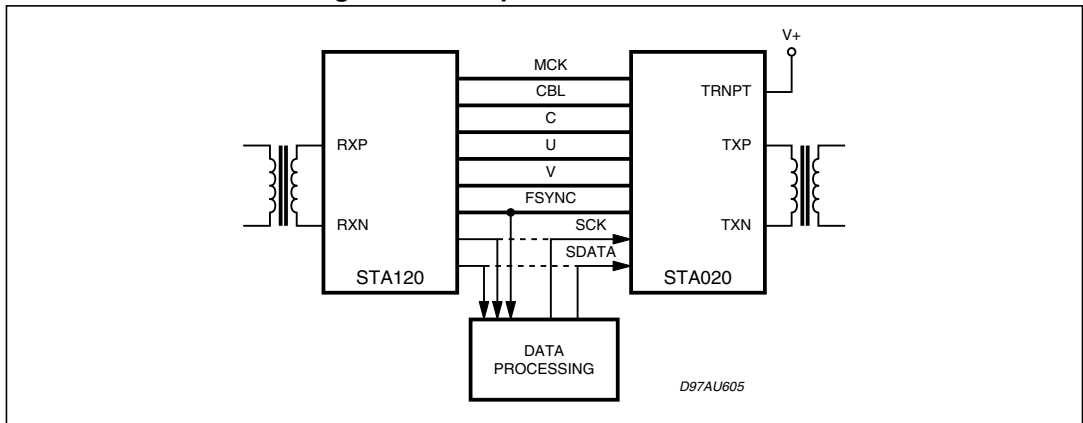 V+
MCK
CBL
TRNPT
C
RXP
U
TXP
V
FSYNC
RXN
SCK
TXN
SDATA
STA120
STA020
DATA
PROCESSING
D97AU605